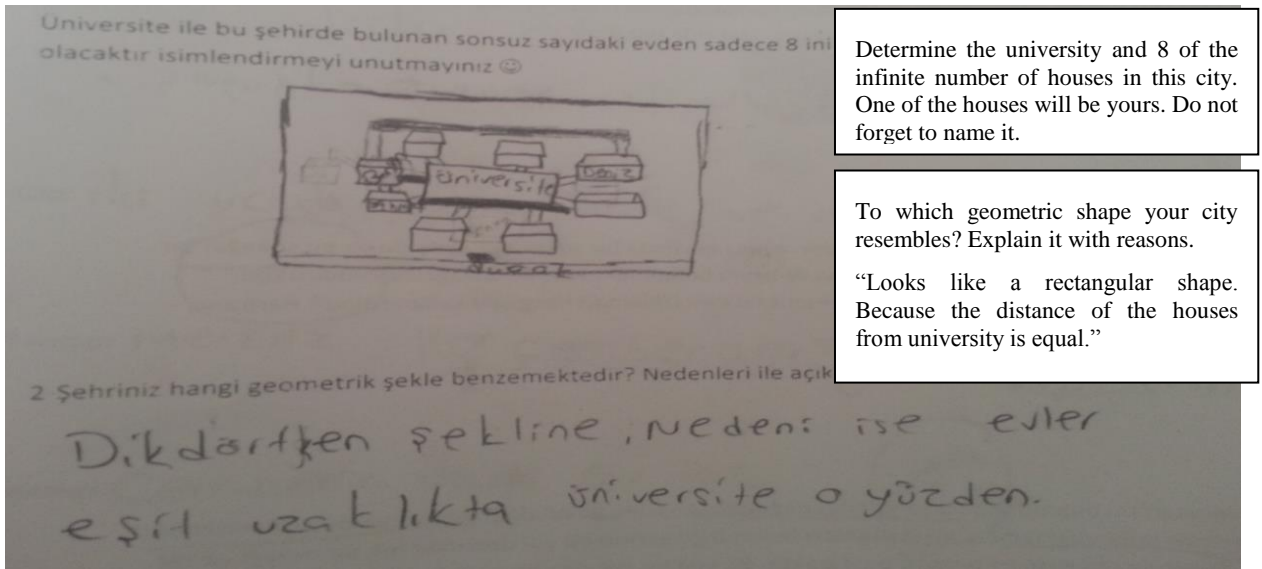 Üniversite ile bu şehirde bulunan sonsuz sayıdaki evden sadece 8 ini
olacaktır isimlendirmeyi unutmayınız ☺
Üniversite
Deniz
Determine the university and 8 of the
infinite number of houses in this city.
One of the houses will be yours. Do not
forget to name it.
To which geometric shape your city
resembles? Explain it with reasons.
“Looks like a rectangular shape.
Because the distance of the houses
from university is equal.”
2 Şehriniz hangi geometrik şekle benzemektedir? Nedenleri ile açık
Dikdörtken şekline, Nedeni ise evler
eşit uzaklıkta üniversite o yüzden.